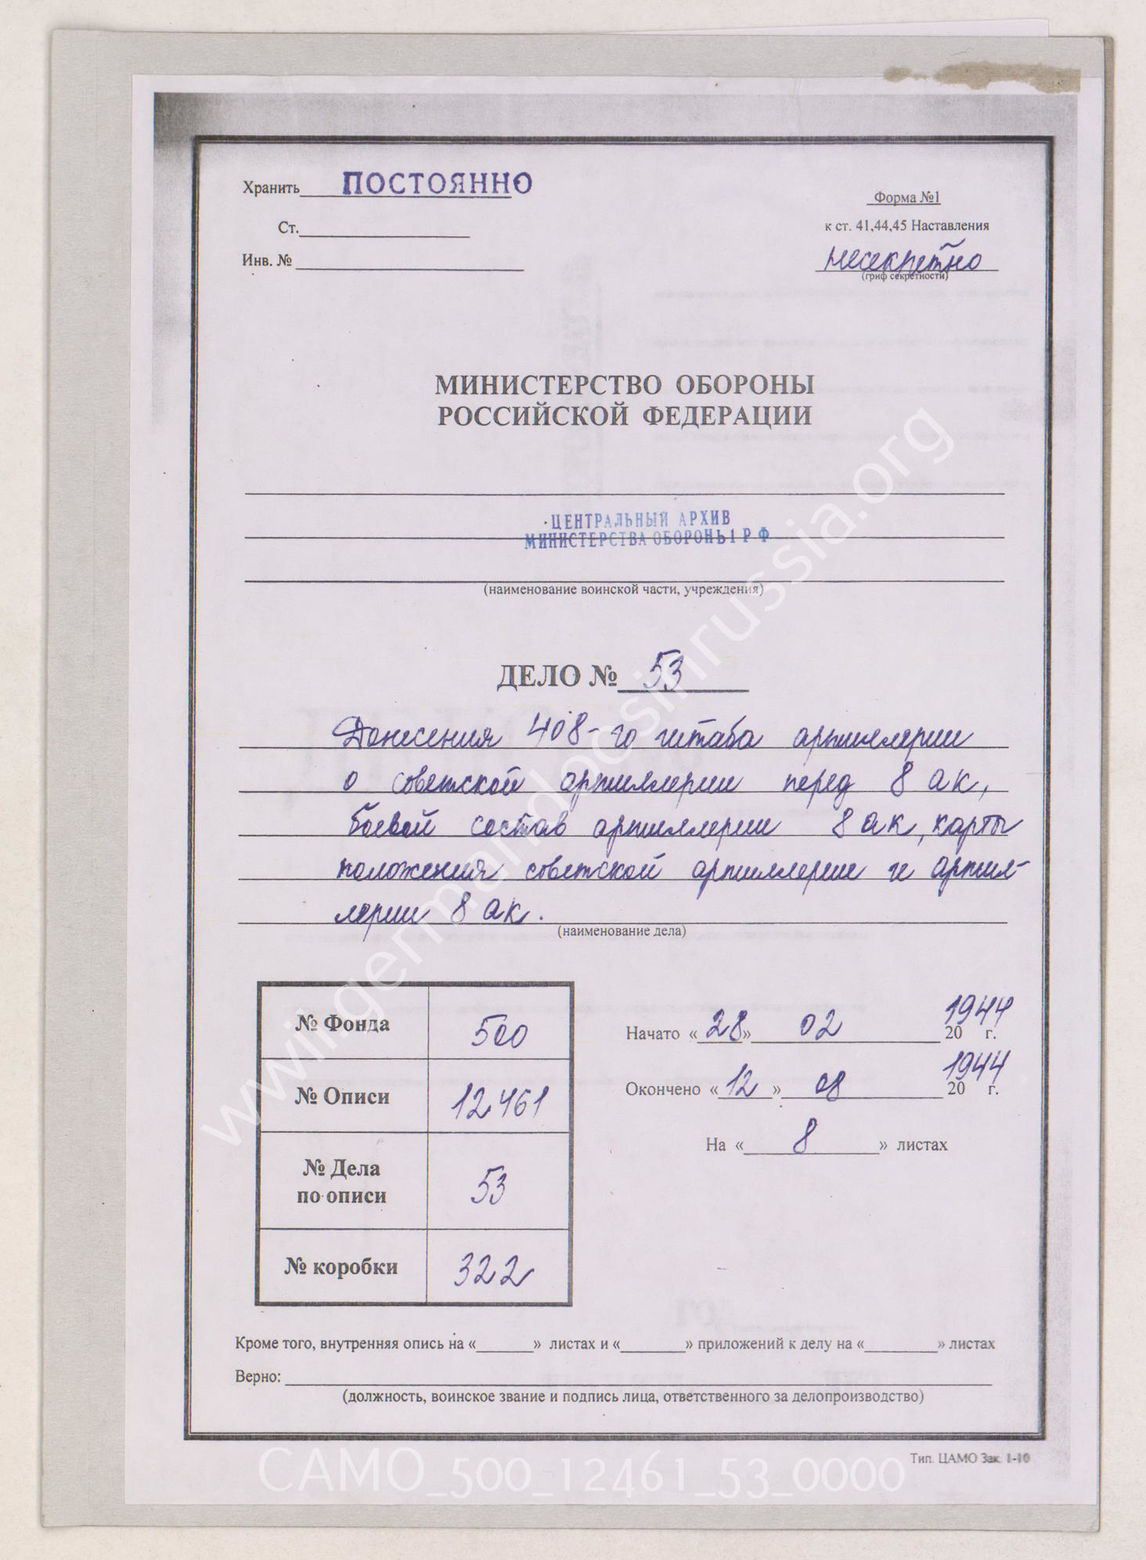 Хранить ПОСТОЯННО
Ст.
Инв. №
Форма №1
к ст. 41,44,45 Наставления
несекретно
(гриф секретности)
МИНИСТЕРСТВО ОБОРОНЫ
РОССИЙСКОЙ ФЕДЕРАЦИИ
ЦЕНТРАЛЬНЫЙ АРХИВ
МИНИСТЕРСТВА ОБОРОНЫ РФ
(наименование воинской части, учреждения)
ДЕЛО № 53
Донесения 408-го штаба артиллерии
о советской артиллерии перед 8 ак,
боевой состав артиллерии 8 ак, карты
положения советской артиллерии и артил-
лерии 8 ак.
(наименование дела)
№ Фонда 500
№ Описи 12461
№ Дела
по описи 53
№ коробки 322
Начато «28» 02 1944
20 г.
Окончено «12» 08 1944
20 г.
На « 8 » листах
Кроме того, внутренняя опись на « » листах и « » приложений к делу на « » листах
Верно:
(должность, воинское звание и подпись лица, ответственного за делопроизводство)
Тип. ЦАМО Зак. 1-10
CAMO_500_12461_53_0000
wwii.germandocsinrussia.org